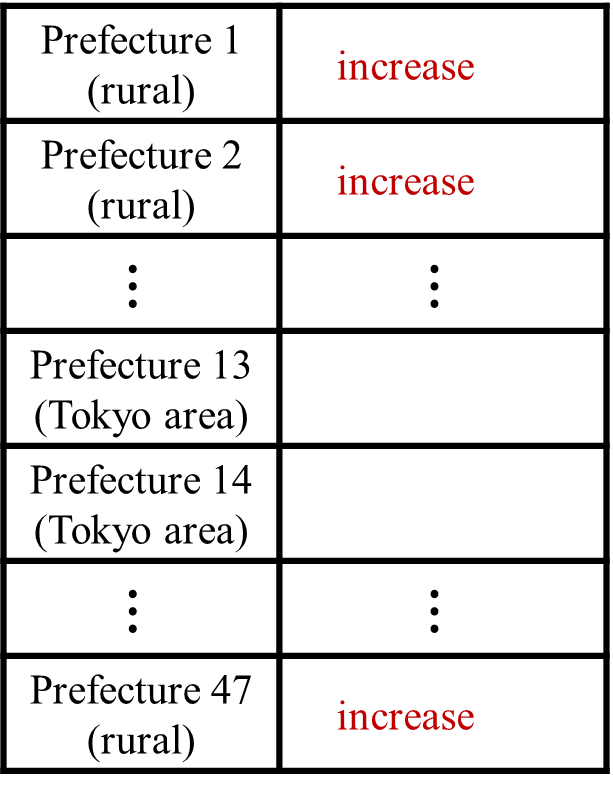 Prefecture 1
(rural)
increase
Prefecture 2
(rural)
increase
⋮
⋮
Prefecture 13
(Tokyo area)
Prefecture 14
(Tokyo area)
⋮
⋮
Prefecture 47
(rural)
increase